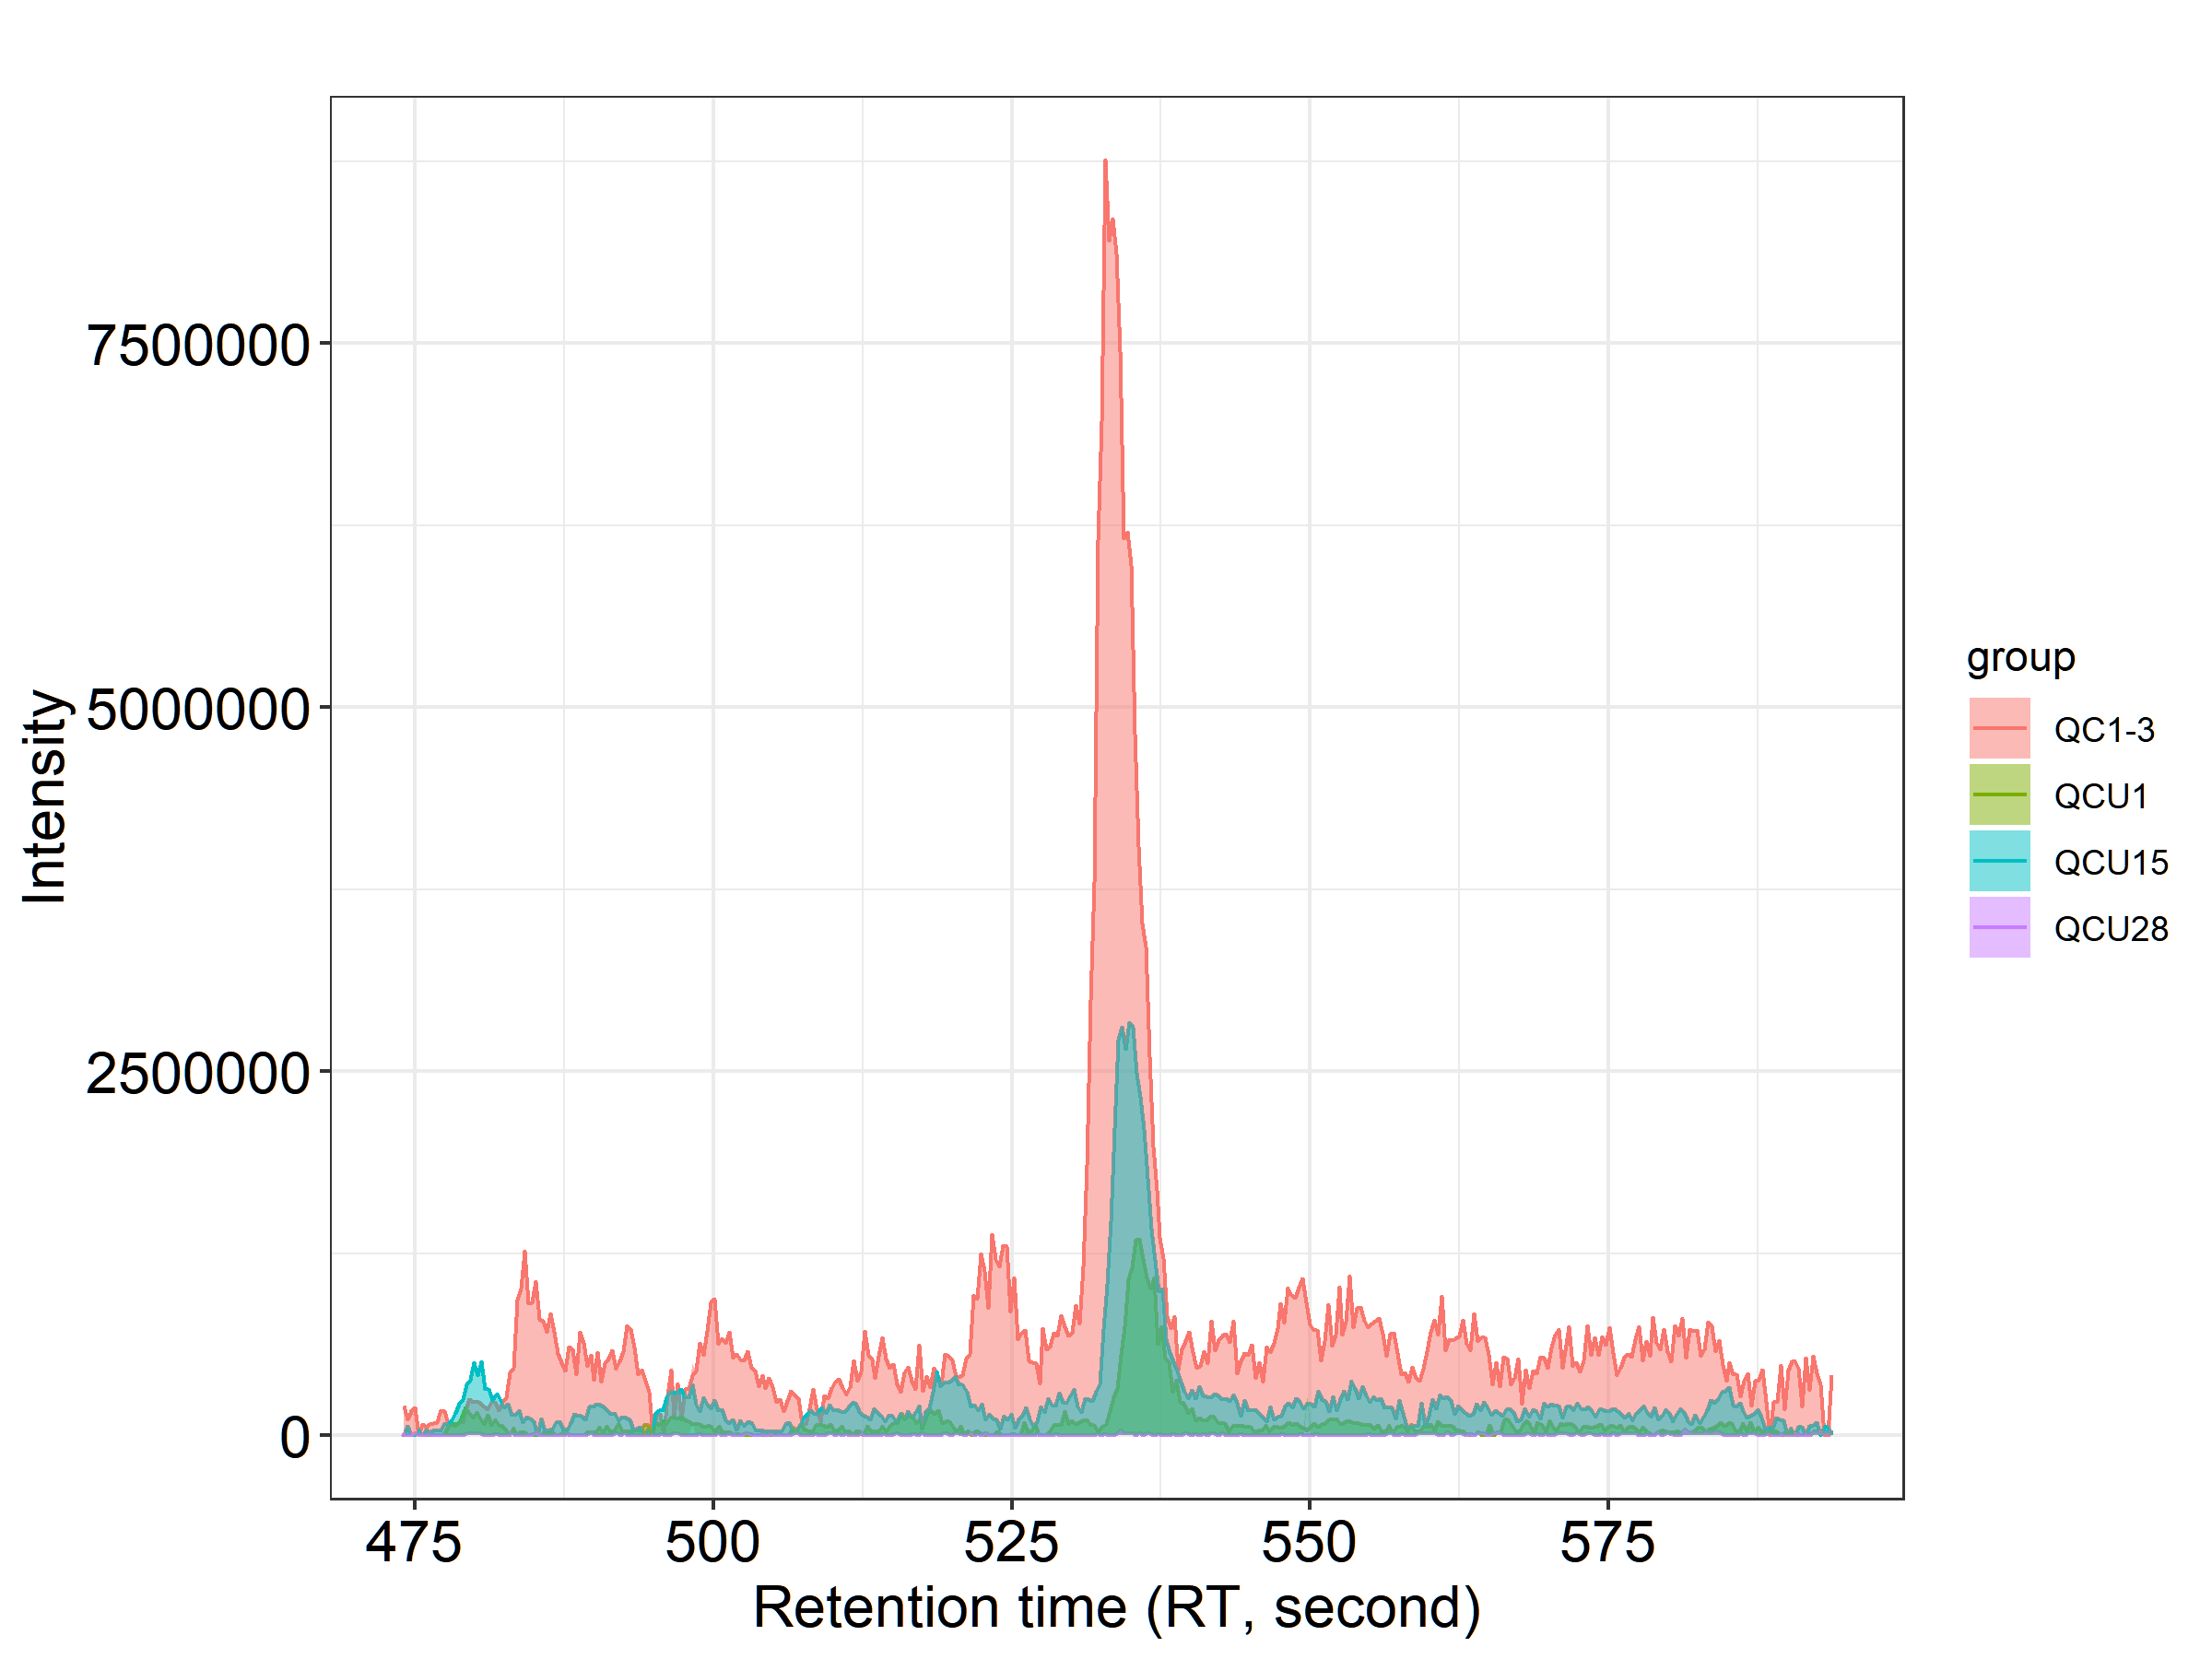 Intensity
7500000
5000000
2500000
0
475 500 525 550 575
Retention time (RT, second)
group
QC1-3
QCU1
QCU15
QCU28